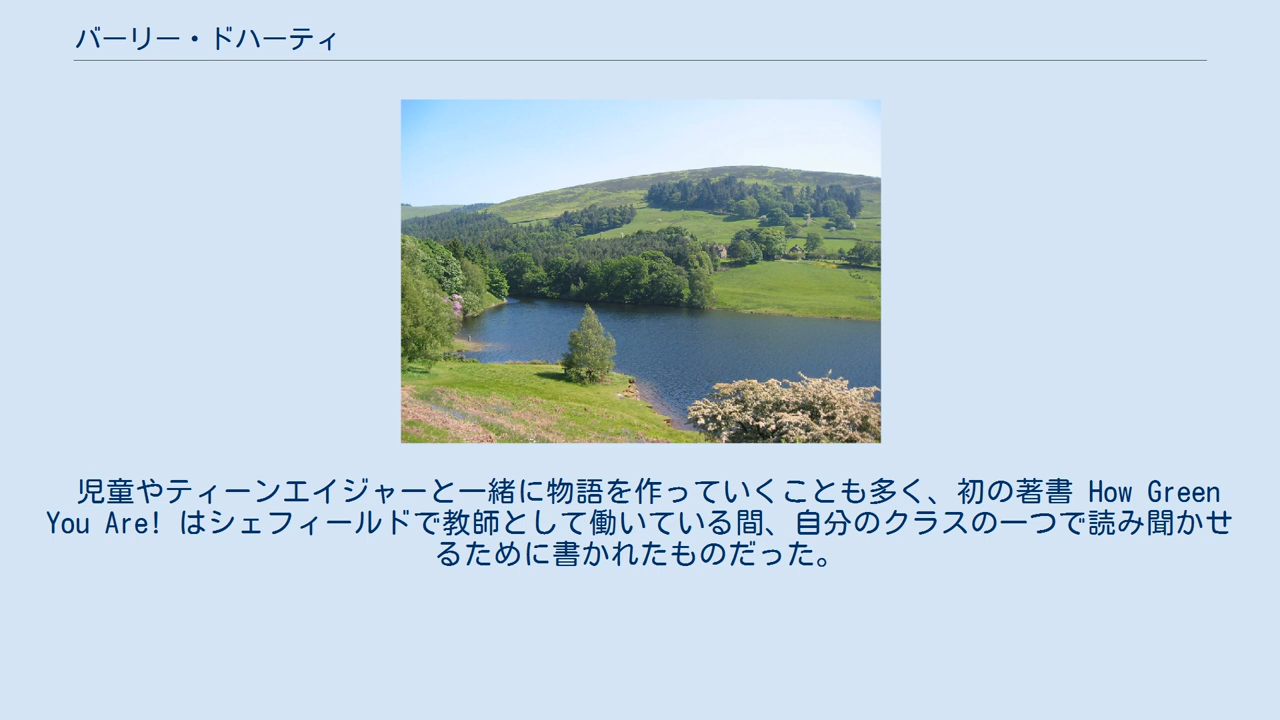 バーリー・ドハーティ
児童やティーンエイジャーと一緒に物語を作っていくことも多く、初の著書 How Green
You Are! はシェフィールドで教師として働いている間、自分のクラスの一つで読み聞かせ
るために書かれたものだった。